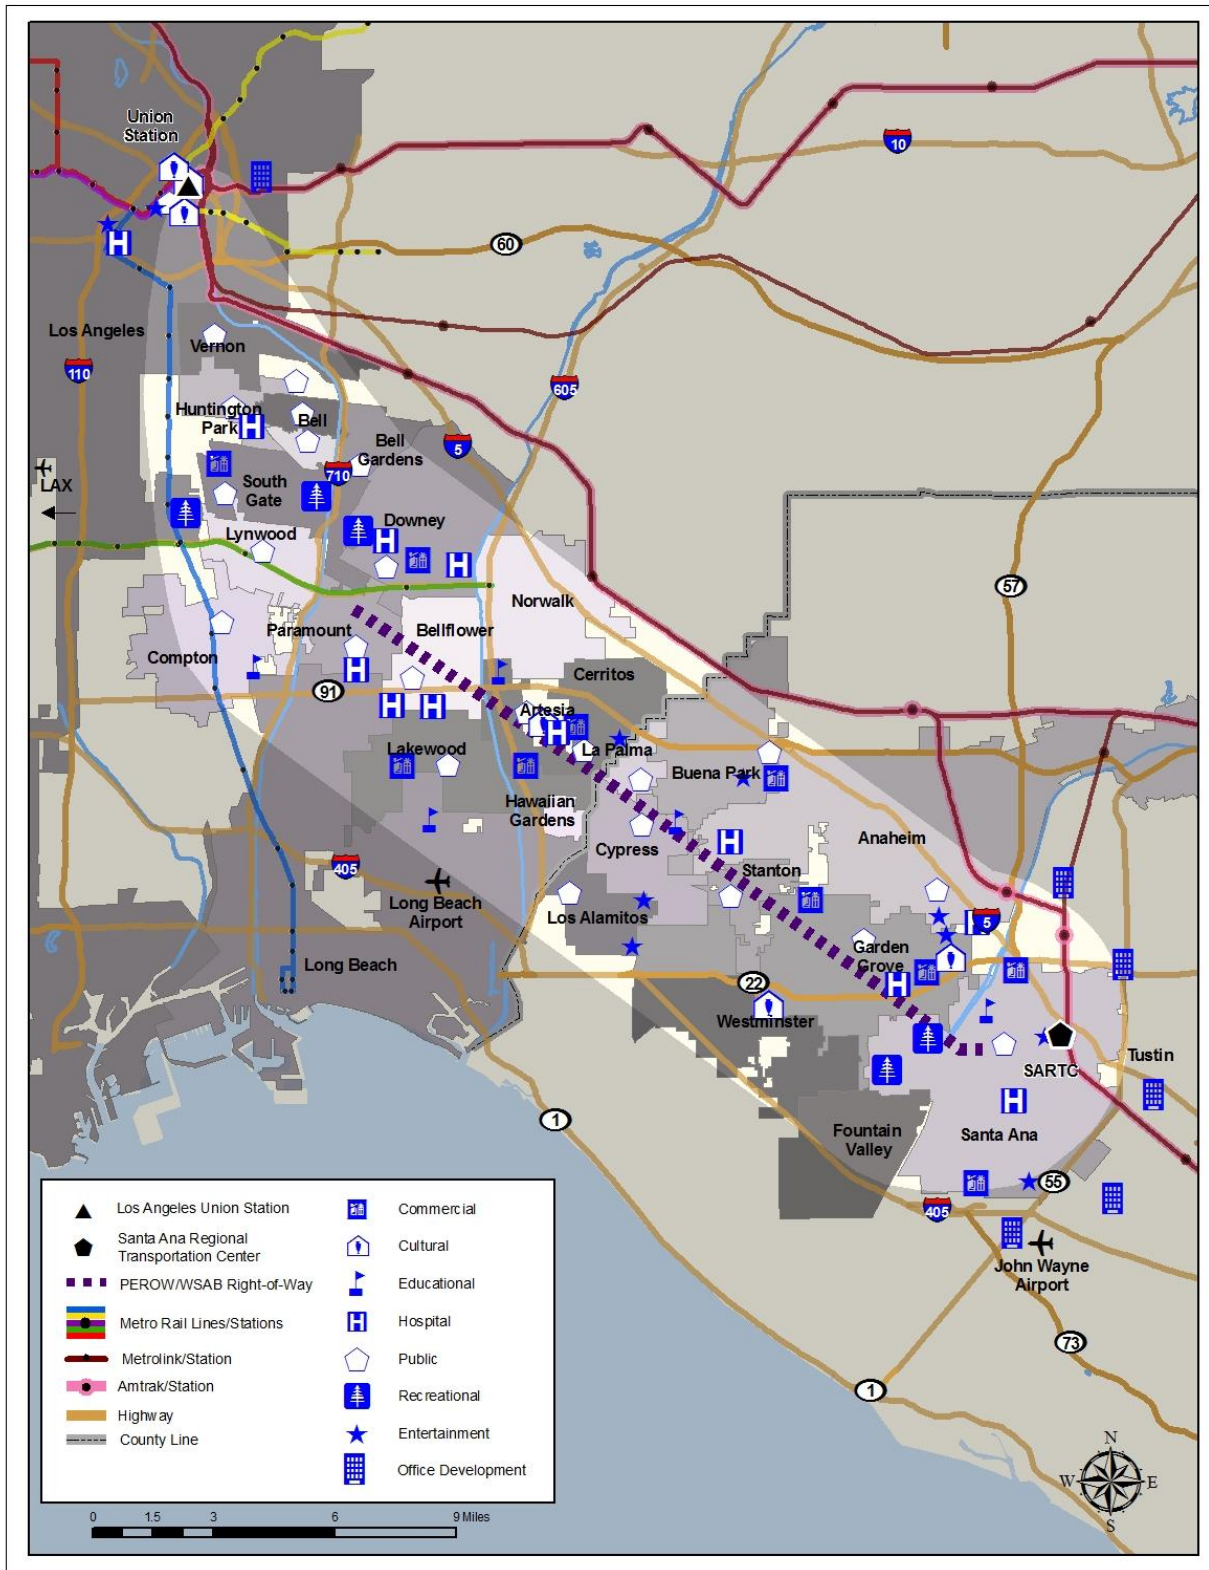 Union
Station
10
60
Los Angeles
Vernon
110
605
Huntington
Park
Bell
Bell
Gardens
5
LAX
710
South
Gate
Downey
Lynwood
57
Norwalk
Paramount
Bellflower
Compton
Cerritos
91
Artesia
Lakewood
La Palma
Buena Park
Hawaiian
Gardens
Anaheim
Cypress
405
Stanton
Long Beach
Airport
Los Alamitos
5
Garden
Grove
Long Beach
22
Westminster
Tustin
SARTC
1
Fountain
Valley
Santa Ana
55
405
John Wayne
Airport
73
1
Los Angeles Union Station
Santa Ana Regional
Transportation Center
PEROW/WSAB Right-of-Way
Metro Rail Lines/Stations
Metrolink/Station
Amtrak/Station
Highway
County Line
Commercial
Cultural
Educational
H Hospital
Public
Recreational
Entertainment
Office Development
N
W E
S
0 1.5 3 6 9 Miles